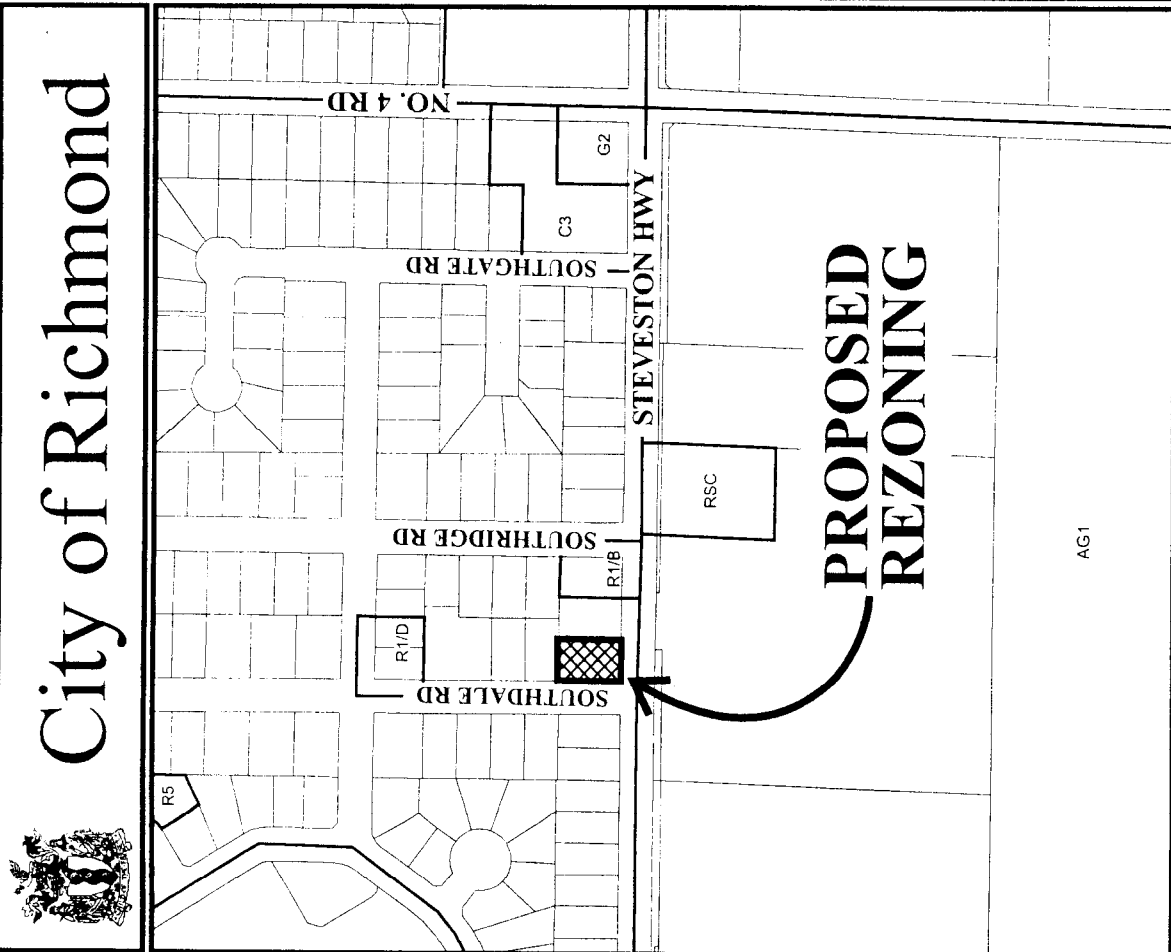 City of Richmond
NO. 4 RD
G2
C3
SOUTHGATE RD
STEVESTON HWY
RSC
SOUTHRIDGE RD
R1/B
R1/D
SOUTHDALE RD
R5
AG1
PROPOSED
REZONING